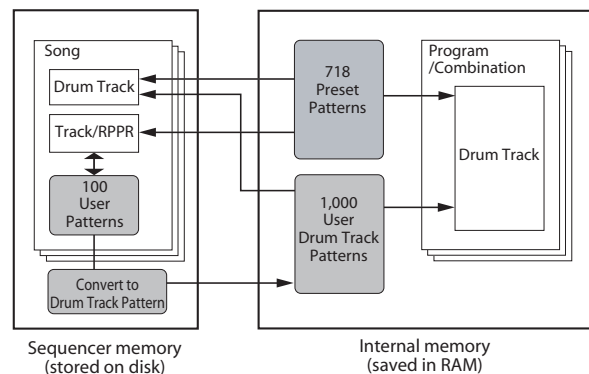 Song
Drum Track
Track/RPPR
100
User
Patterns
Convert to
Drum Track Pattern
Sequencer memory
(stored on disk)
718
Preset
Patterns
1,000
User
Drum Track
Patterns
Program
/Combination
Drum Track
Internal memory
(saved in RAM)